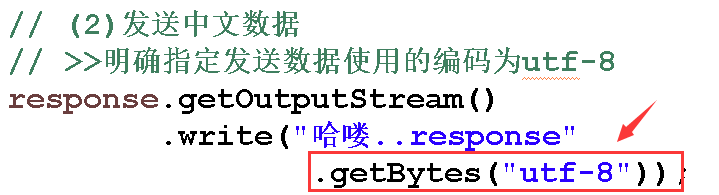 // (2)发送中文数据
// >>明确指定发送数据使用的编码为utf-8
response.getOutputStream()
.write("哈喽..response"
.getBytes("utf-8"));